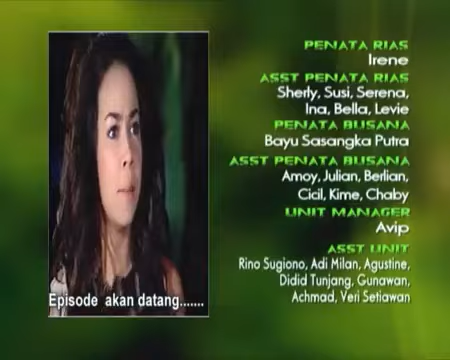 PENATA RIAS
Irene
ASST PENATA RIAS
Sherly, Susi, Serena,
Ina, Bella, Levie
PENATA BUSANA
Bayu Sasangka Putra
ASST PENATA BUSANA
Amoy, Julian, Berlian,
Cicil, Kime, Chaby
UNIT MANAGER
Avip
ASST UNIT
Rino Sugiono, Adi Milan, Agustine,
Didid Tunjang, Gunawan,
Achmad, Veri Setiawan
Episode akan datang.......